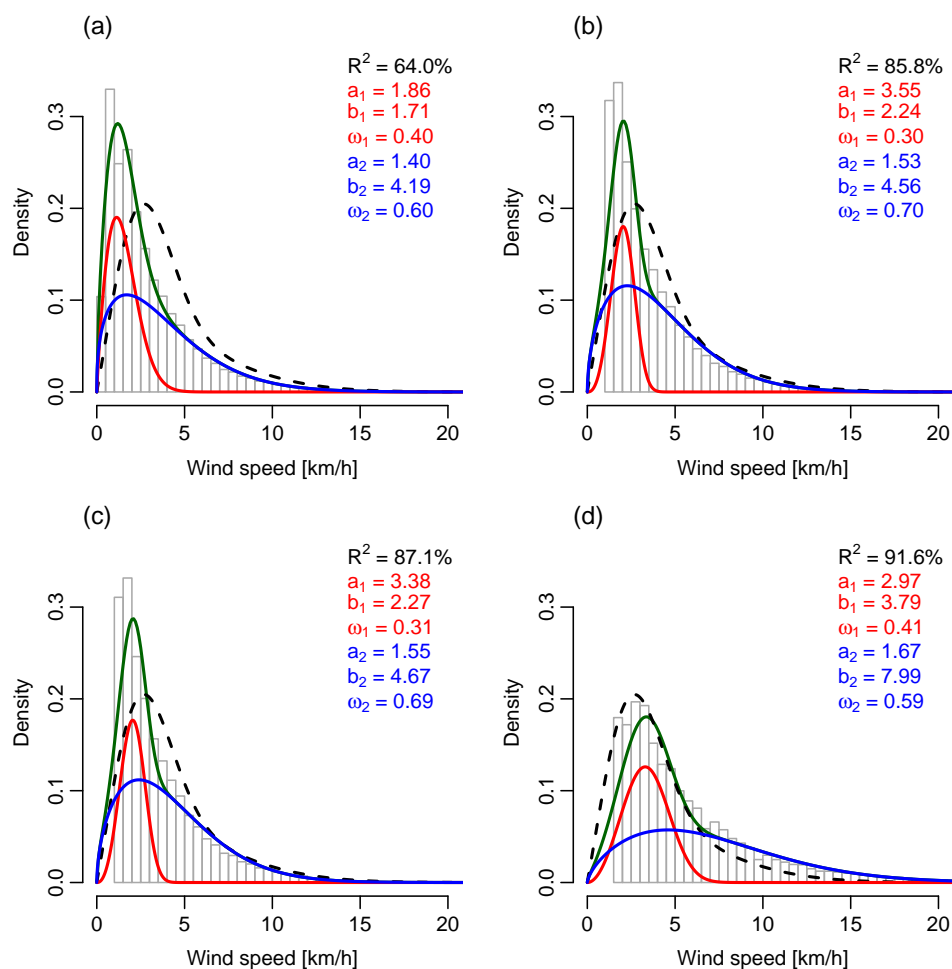 (a)
R² = 64.0%
a₁ = 1.86
b₁ = 1.71
ω₁ = 0.40
a₂ = 1.40
b₂ = 4.19
ω₂ = 0.60
Density
0.0 0.1 0.2 0.3
0 5 10 15 20
Wind speed [km/h]
(b)
R² = 85.8%
a₁ = 3.55
b₁ = 2.24
ω₁ = 0.30
a₂ = 1.53
b₂ = 4.56
ω₂ = 0.70
Density
0.0 0.1 0.2 0.3
0 5 10 15 20
Wind speed [km/h]
(c)
R² = 87.1%
a₁ = 3.38
b₁ = 2.27
ω₁ = 0.31
a₂ = 1.55
b₂ = 4.67
ω₂ = 0.69
Density
0.0 0.1 0.2 0.3
0 5 10 15 20
Wind speed [km/h]
(d)
R² = 91.6%
a₁ = 2.97
b₁ = 3.79
ω₁ = 0.41
a₂ = 1.67
b₂ = 7.99
ω₂ = 0.59
Density
0.0 0.1 0.2 0.3
0 5 10 15 20
Wind speed [km/h]